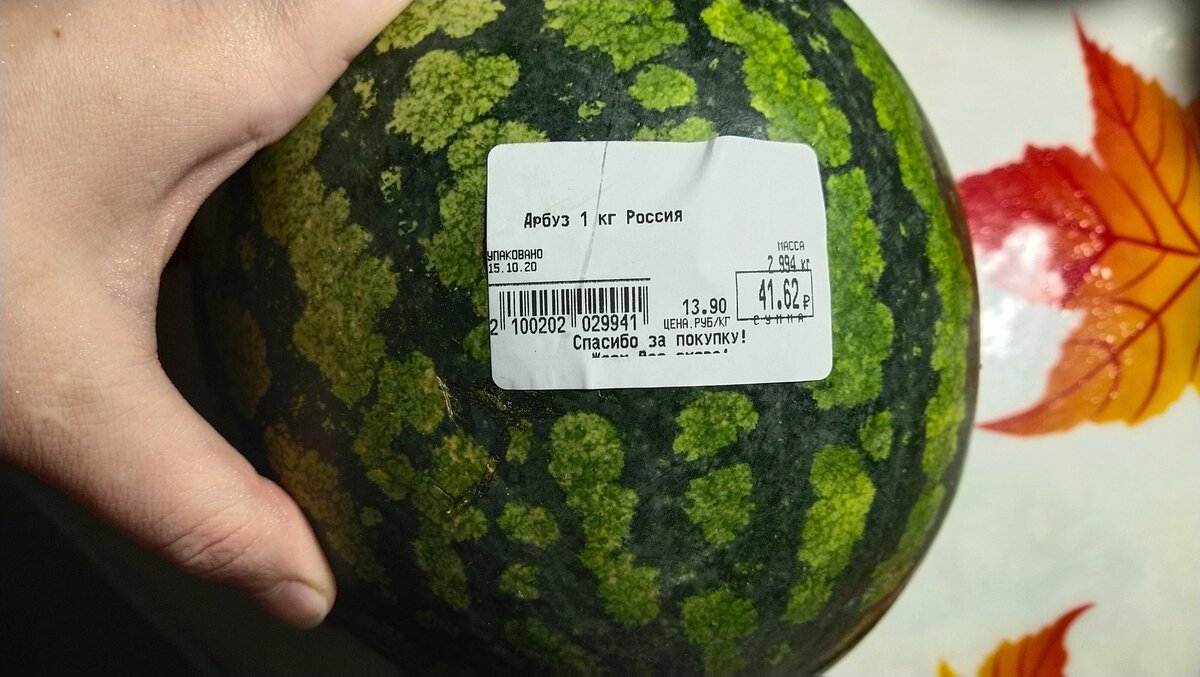 Арбуз 1 кг Россия
УПАКОВАНО
15.10.20
МАССА
2.994 кг
41.62 ₽
СУММА
13.90
ЦЕНА.РУБ/КГ
2 100202 029941
Спасибо за покупку!